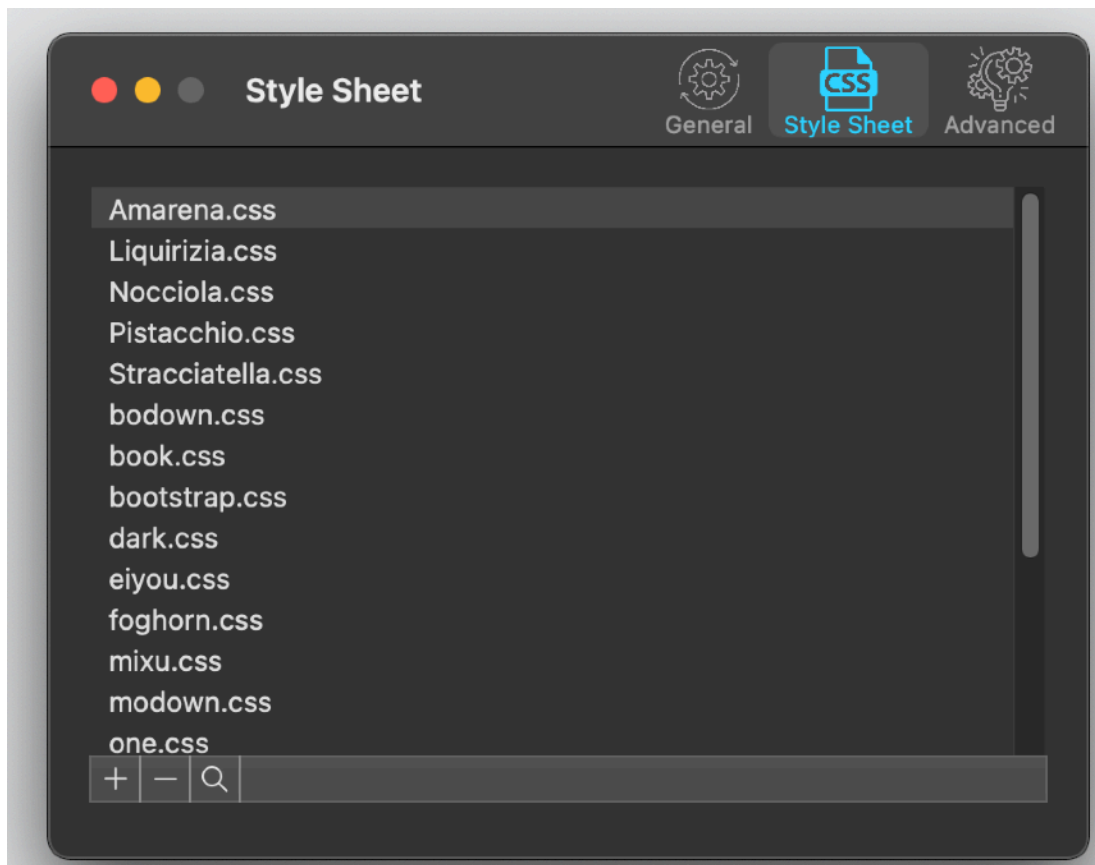 Style Sheet
General
CSS
Style Sheet
Advanced
Amarena.css
Liquirizia.css
Nocciola.css
Pistacchio.css
Stracciatella.css
bodown.css
book.css
bootstrap.css
dark.css
eiyou.css
foghorn.css
mixu.css
modown.css
one.css